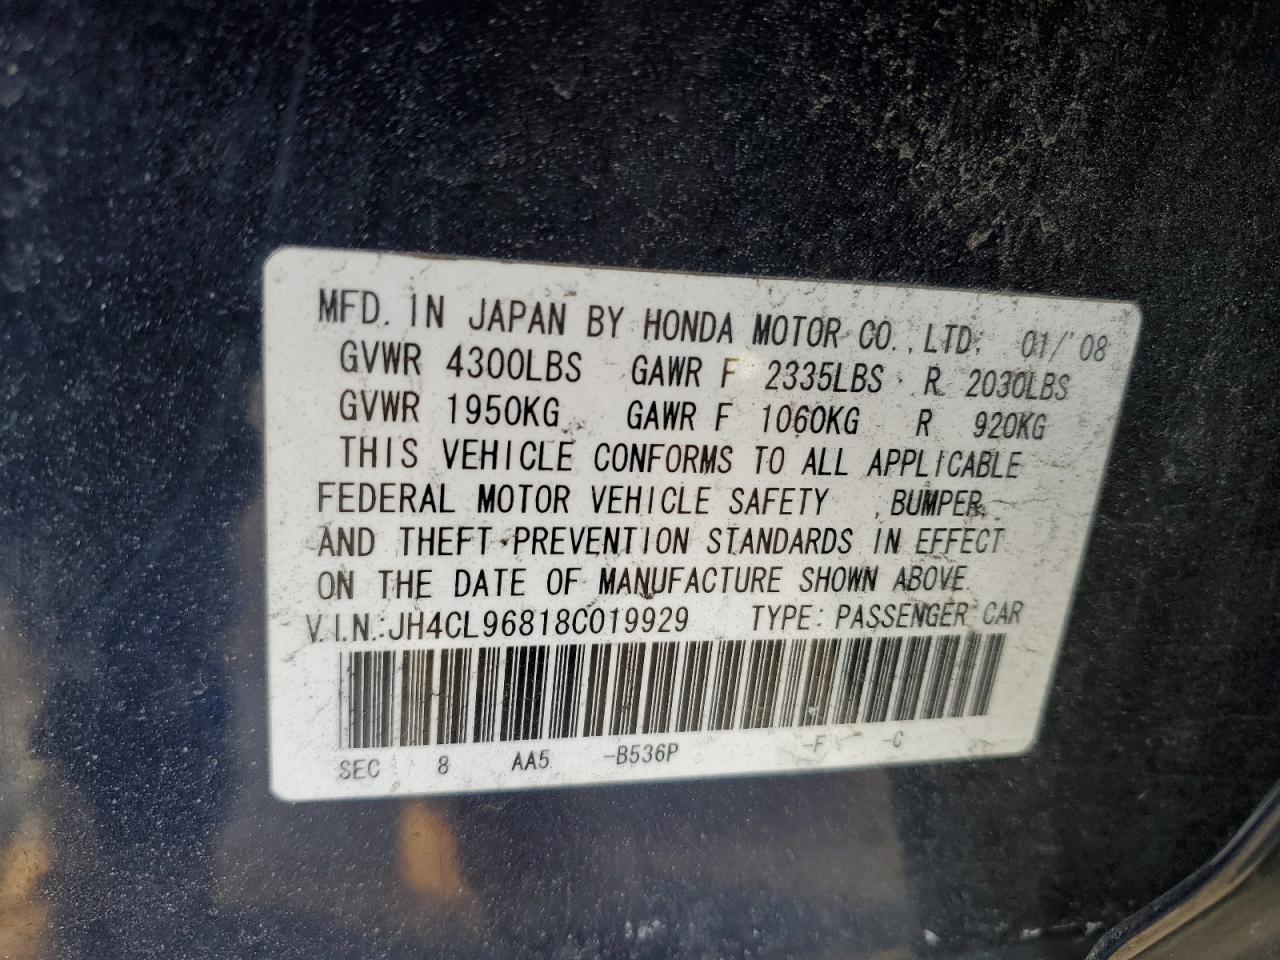 MFD. IN JAPAN BY HONDA MOTOR CO., LTD. 01/'08
GVWR 4300LBS GAWR F 2335LBS R 2030LBS
GVWR 1950KG GAWR F 1060KG R 920KG
THIS VEHICLE CONFORMS TO ALL APPLICABLE
FEDERAL MOTOR VEHICLE SAFETY , BUMPER,
AND THEFT PREVENTION STANDARDS IN EFFECT
ON THE DATE OF MANUFACTURE SHOWN ABOVE.
V.I.N.:JH4CL96818C019929 TYPE: PASSENGER CAR
SEC 8 AA5 -B536P -F -C